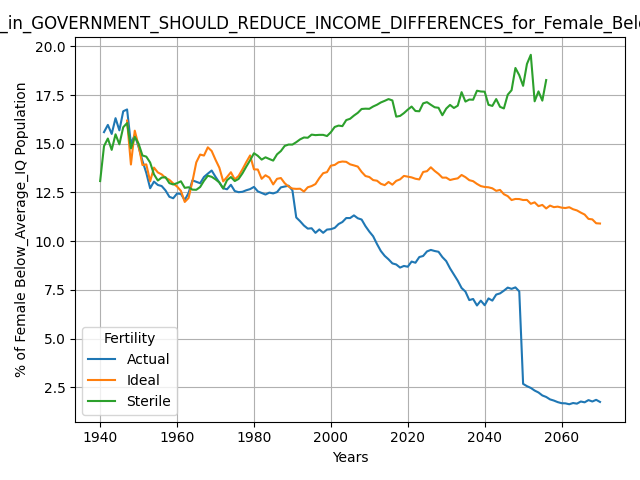 _in_GOVERNMENT_SHOULD_REDUCE_INCOME_DIFFERENCES_for_Female_Belo
20.0
17.5
15.0
12.5
10.0
7.5
5.0
2.5
% of Female Below_Average_IQ Population
Fertility
Actual
Ideal
Sterile
1940 1960 1980 2000 2020 2040 2060
Years